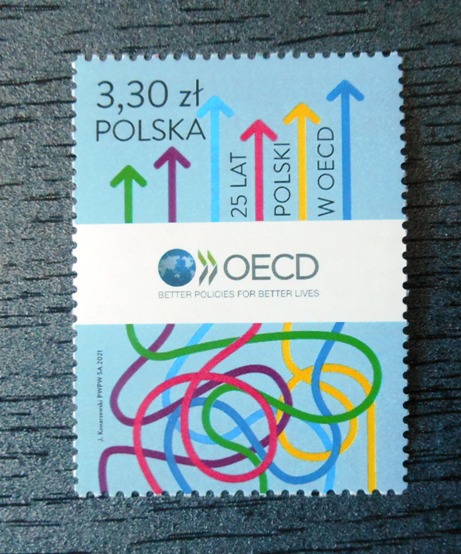 3,30 zł
POLSKA
25 LAT
POLSKI
W OECD
OECD
BETTER POLICIES FOR BETTER LIVES
J. Konarzewski PWPW SA 2021